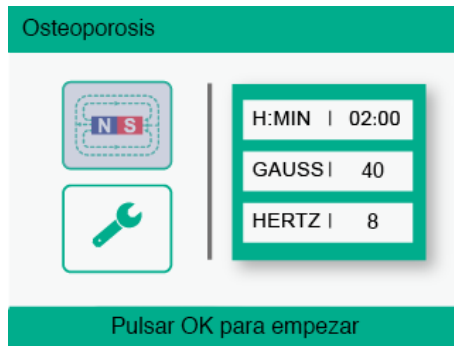 Osteoporosis
N S
H:MIN | 02:00
GAUSS | 40
HERTZ | 8
Pulsar OK para empezar